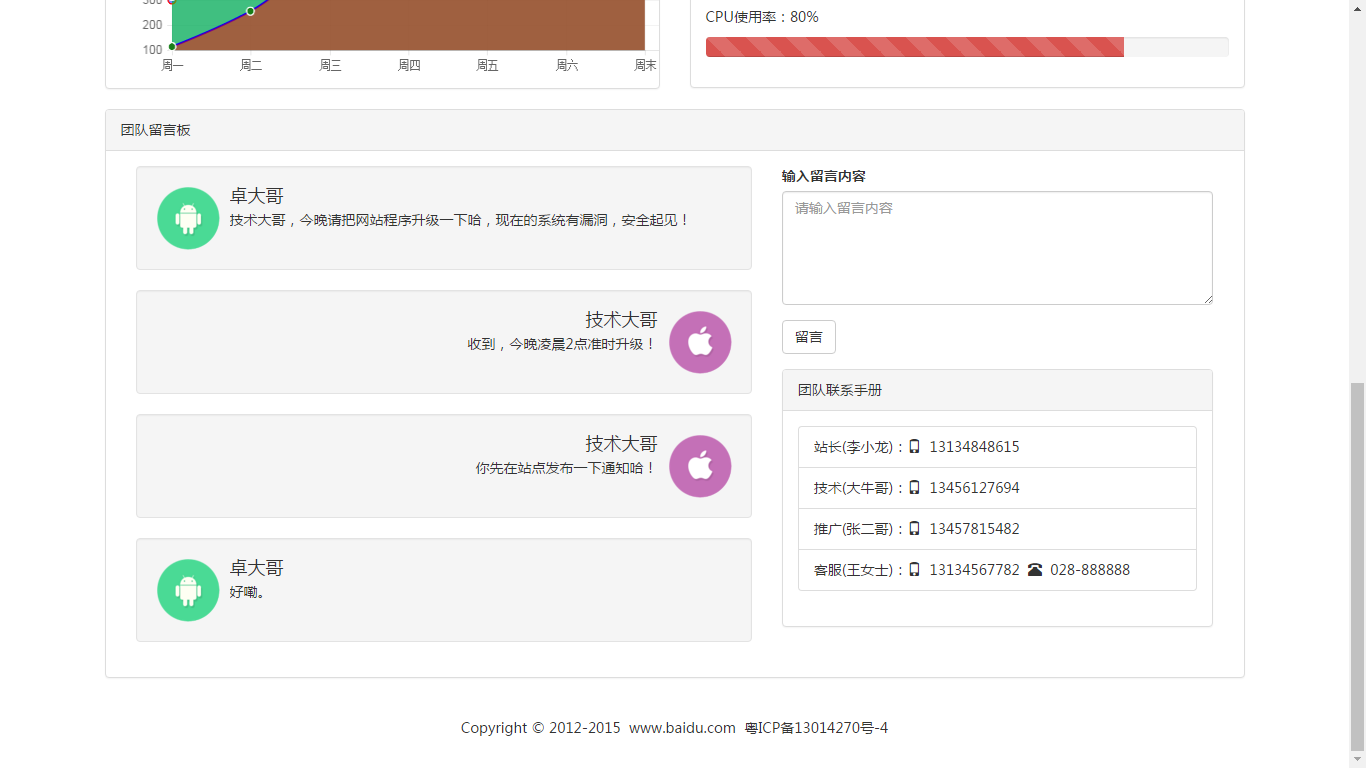 300
200
100
周一 周二 周三 周四 周五 周六 周末
CPU使用率：80%
团队留言板
卓大哥
技术大哥，今晚请把网站程序升级一下哈，现在的系统有漏洞，安全起见！
技术大哥
收到，今晚凌晨2点准时升级！
技术大哥
你先在站点发布一下通知哈！
卓大哥
好嘞。
输入留言内容
请输入留言内容
留言
团队联系手册
站长(李小龙)： 13134848615
技术(大牛哥)： 13456127694
推广(张二哥)： 13457815482
客服(王女士)： 13134567782 028-888888
Copyright © 2012-2015 www.baidu.com 粤ICP备13014270号-4